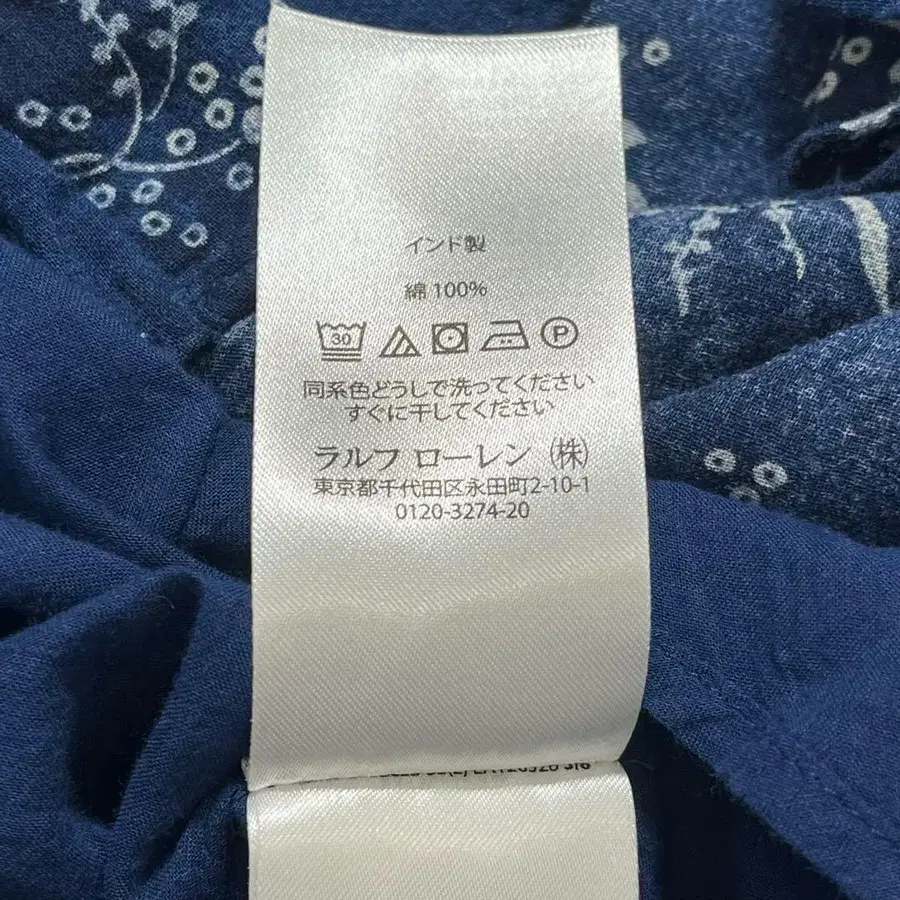 インド製
綿 100%
30
P
同系色どうしで洗ってください
すぐに干してください
ラルフ ローレン (株)
東京都千代田区永田町2-10-1
0120-3274-20